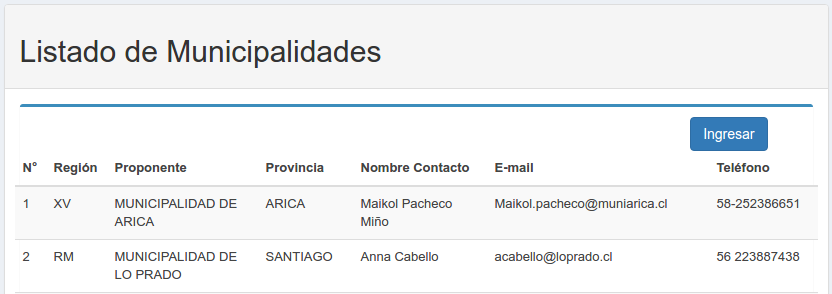 Listado de Municipalidades
Ingresar
N° Región Proponente Provincia Nombre Contacto E-mail Teléfono
1 XV MUNICIPALIDAD DE ARICA Maikol Pacheco Maikol.pacheco@muniarica.cl 58-252386651
ARICA Miño
2 RM MUNICIPALIDAD DE SANTIAGO Anna Cabello acabello@loprado.cl 56 223887438
LO PRADO